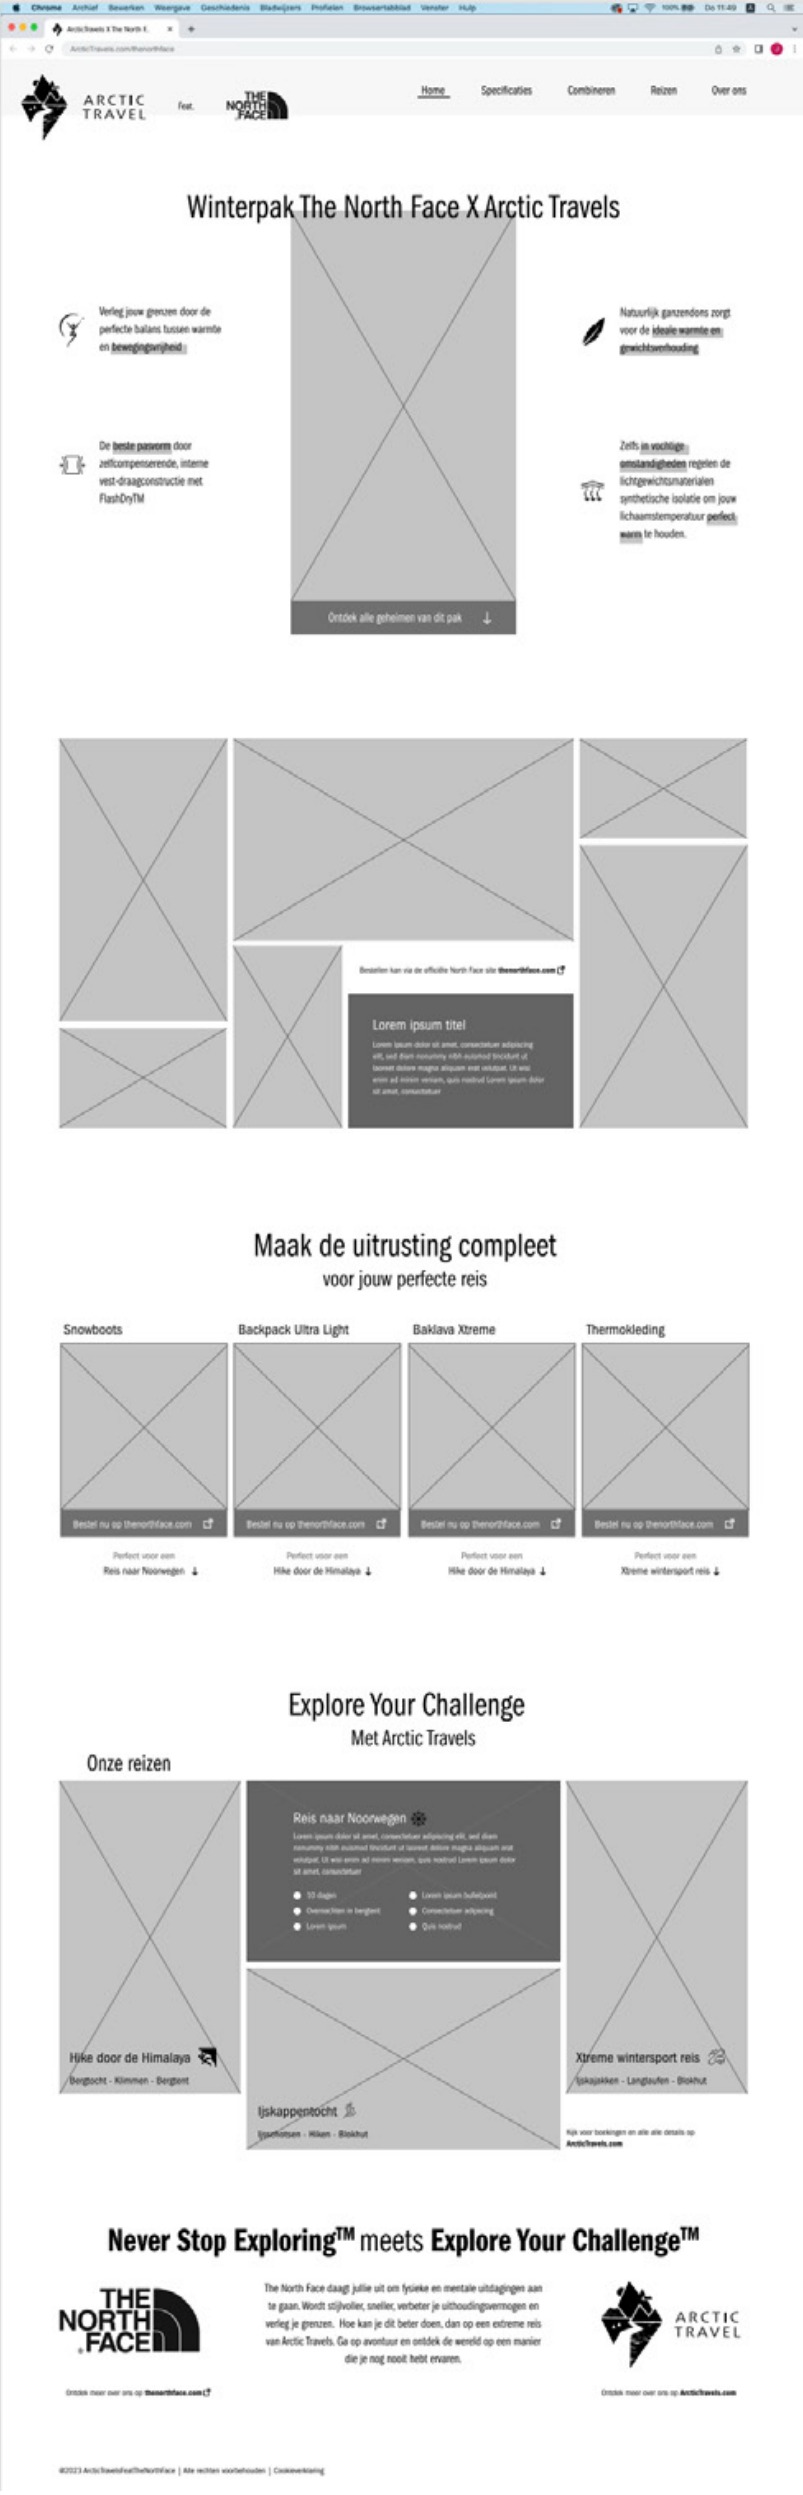 Chrome Archief Bewerken Weergave Geschiedenis Bladwijzers Profielen Browsertabblad Venster Hulp 100% Do 11:49
ArcticTravels X The North F.
ArcticTravels.com/thenorthface
ARCTIC
TRAVEL
Feat.
THE
NORTH
FACE
Home Specificaties Combineren Reizen Over ons
Winterpak The North Face X Arctic Travels
Verleg jouw grenzen door de
perfecte balans tussen warmte
en bewegingsvrijheid
De beste pasvorm door
zelfcompenserende, interne
vest-draagconstructie met
FlashDryTM
Natuurlijk ganzendons zorgt
voor de ideale warmte en
gewichtsverhouding
Zelfs in vochtige
omstandigheden regelen de
lichtgewichtsmaterialen
synthetische isolatie om jouw
lichaamstemperatuur perfect
warm te houden.
Ontdek alle geheimen van dit pak ↓
Bestellen kan via de officiële North Face site thenorthface.com
Lorem ipsum titel
Lorem ipsum dolor sit amet, consectetuer adipiscing
elit, sed diam nonummy nibh euismod tincidunt ut
laoreet dolore magna aliquam erat volutpat. Ut wisi
enim ad minim veniam, quis nostrud Lorem ipsum dolor
sit amet, consectetuer
Maak de uitrusting compleet
voor jouw perfecte reis
Snowboots
Bestel nu op thenorthface.com
Perfect voor een
Reis naar Noorwegen ↓
Backpack Ultra Light
Bestel nu op thenorthface.com
Perfect voor een
Hike door de Himalaya ↓
Baklava Xtreme
Bestel nu op thenorthface.com
Perfect voor een
Hike door de Himalaya ↓
Thermokleding
Bestel nu op thenorthface.com
Perfect voor een
Xtreme wintersport reis ↓
Explore Your Challenge
Met Arctic Travels
Onze reizen
Reis naar Noorwegen
Lorem ipsum dolor sit amet, consectetuer adipiscing elit, sed diam
nonummy nibh euismod tincidunt ut laoreet dolore magna aliquam erat
volutpat. Ut wisi enim ad minim veniam, quis nostrud Lorem ipsum dolor
sit amet, consectetuer
10 dagen
Overnachten in bergtent
Lorem ipsum
Lorem ipsum bulletpoint
Consectetuer adipiscing
Quis nostrud
Hike door de Himalaya
Bergtocht - Klimmen - Bergtent
Ijskappentocht
Ijsschotsen - Hiken - Blokhut
Xtreme wintersport reis
Ijskajakken - Langlaufen - Blokhut
Kijk voor boekingen en alle alle details op
ArcticTravels.com
Never Stop Exploring™ meets Explore Your Challenge™
THE
NORTH
FACE
The North Face daagt jullie uit om fysieke en mentale uitdagingen aan
te gaan. Wordt stijlvoller, sneller, verbeter je uithoudingsvermogen en
verleg je grenzen. Hoe kan je dit beter doen, dan op een extreme reis
van Arctic Travels. Ga op avontuur en ontdek de wereld op een manier
die je nog nooit hebt ervaren.
ARCTIC
TRAVEL
Ontdek meer over ons op thenorthface.com
Ontdek meer over ons op ArcticTravels.com
©2023 ArcticTravelsFeatTheNorthFace | Alle rechten voorbehouden | Cookieverklaring